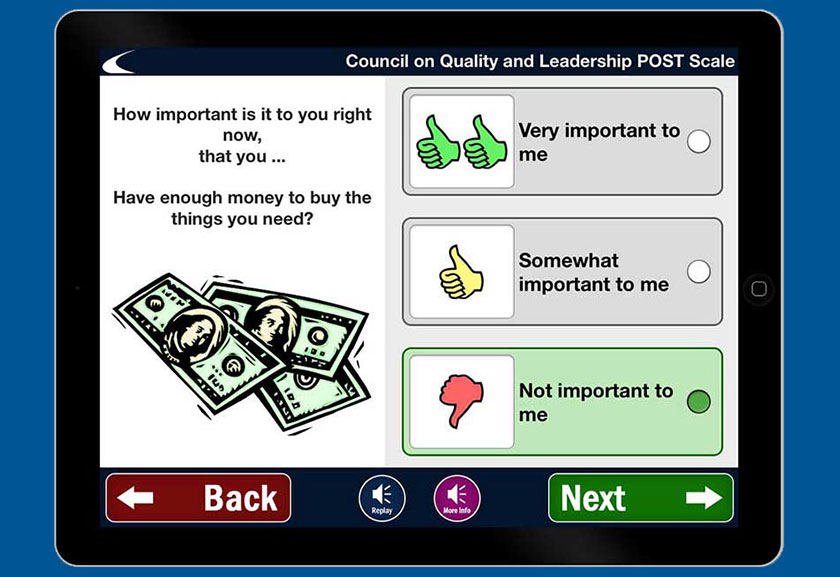 Council on Quality and Leadership POST Scale
How important is it to you right
now,
that you ...
Have enough money to buy the
things you need?
Very important to
me
Somewhat
important to me
Not important to
me
Back
Replay
More Info
Next